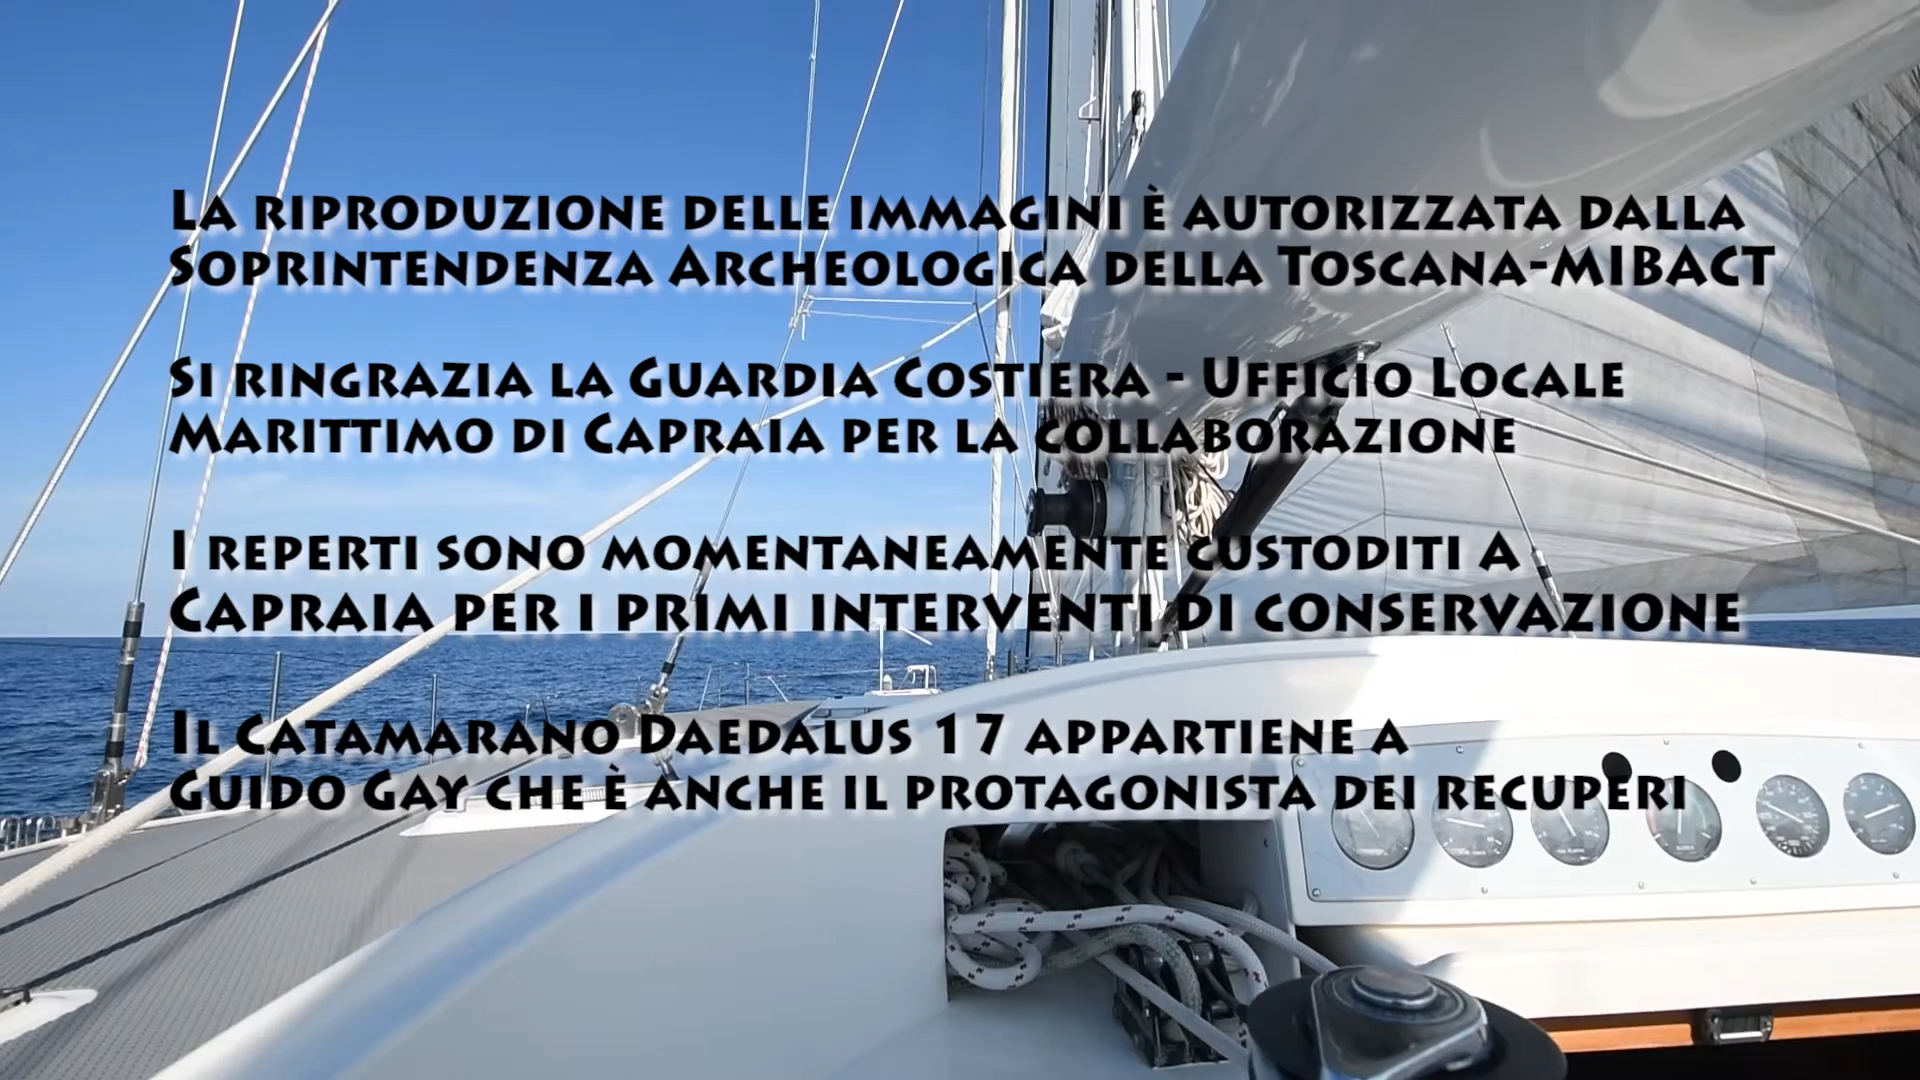 La riproduzione delle immagini è autorizzata dalla
Soprintendenza Archeologica della Toscana-MIBACT
Si ringrazia la Guardia Costiera - Ufficio Locale
Marittimo di Capraia per la collaborazione
I reperti sono momentaneamente custoditi a
Capraia per i primi interventi di conservazione
Il Catamarano Daedalus 17 appartiene a
Guido Gay che è anche il protagonista dei recuperi